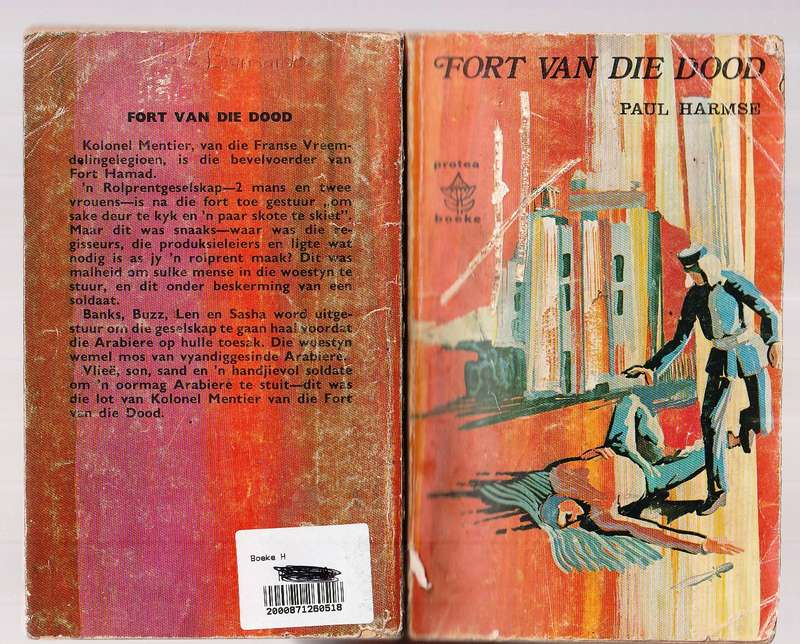 FORT VAN DIE DOOD
Kolonel Mentier, van die Franse Vreem-
delingelegioen, is die bevelvoerder van
Fort Hamad.
'n Rolprentgeselskap—2 mans en twee
vrouens—is na die fort toe gestuur „om
sake deur te kyk en 'n paar skote te skiet”.
Maar dit was snaaks—waar was die re-
gisseurs, die produksieleiers en ligte wat
nodig is as jy 'n rolprent maak? Dit was
malheid om sulke mense in die woestyn te
stuur, en dit onder beskerming van een
soldaat.
Banks, Buzz, Len en Sasha word uitge-
stuur om die geselskap te gaan haal voordat
die Arabiere op hulle toesak. Die woestyn
wemel mos van vyandiggesinde Arabiere.
Vlieë, son, sand en 'n handjievol soldate
om 'n oormag Arabiere te stuit—dit was
die lot van Kolonel Mentier van die Fort
van die Dood.
Boeke H
2000871260518
FORT VAN DIE DOOD
PAUL HARMSE
protea
boeke